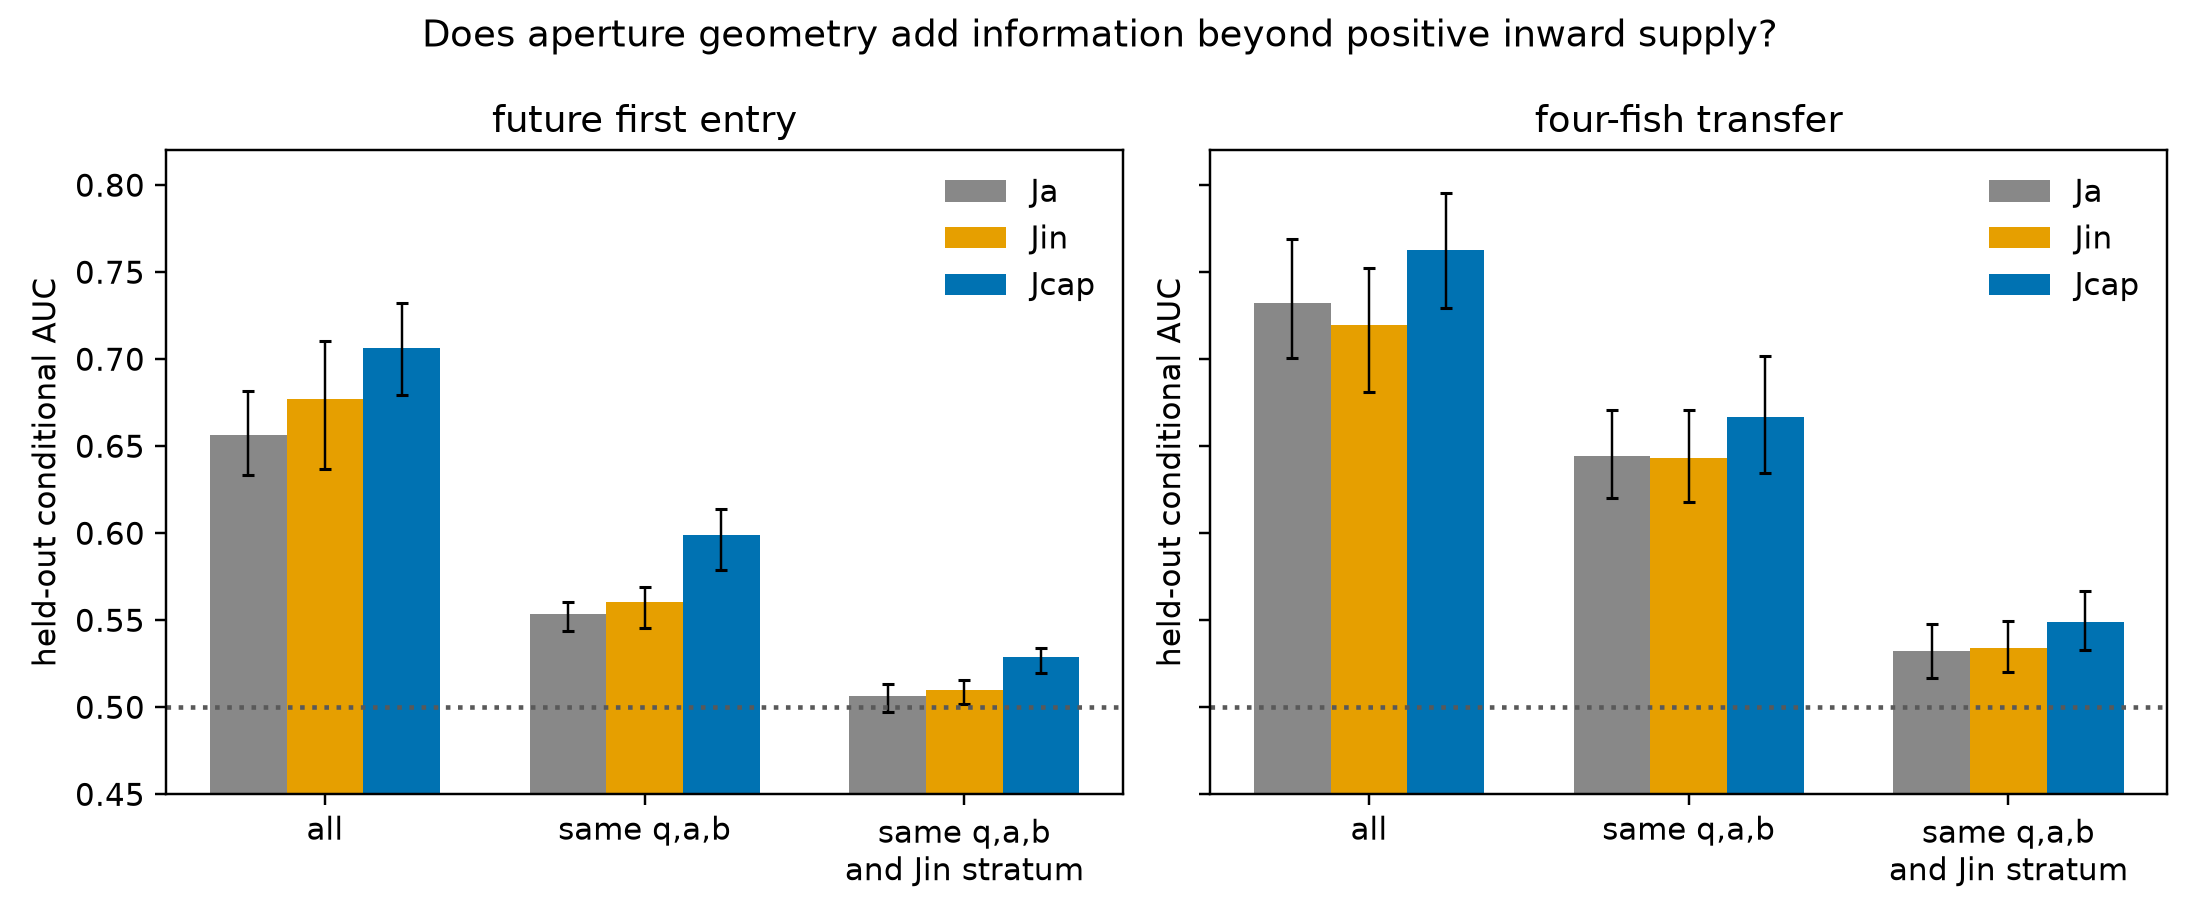 Does aperture geometry add information beyond positive inward supply?
future first entry
held-out conditional AUC
0.80
0.75
0.70
0.65
0.60
0.55
0.50
0.45
Ja
Jin
Jcap
all
same q,a,b
same q,a,b
and Jin stratum
four-fish transfer
held-out conditional AUC
Ja
Jin
Jcap
all
same q,a,b
same q,a,b
and Jin stratum